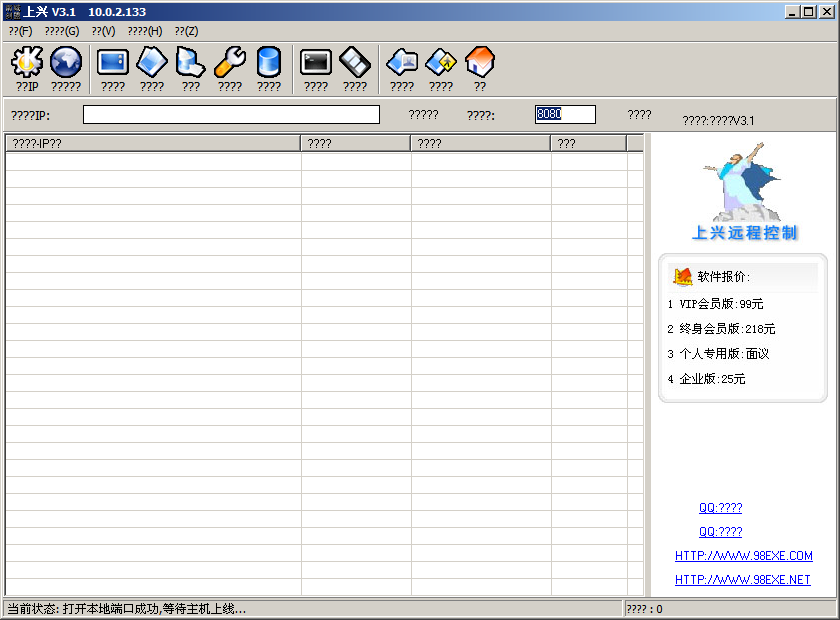 上兴 V3.1 10.0.2.133
??(F) ????(G) ??(V) ????(H) ??(Z)
??IP ????? ???? ???? ??? ???? ???? ???? ???? ???? ???? ??
????IP: ????? ????: 8080 ???? ????:????V3.1
????-IP?? ???? ???? ???
上兴远程控制
软件报价:
1 VIP会员版:99元
2 终身会员版:218元
3 个人专用版:面议
4 企业版:25元
QQ:????
QQ:????
HTTP://WWW.98EXE.COM
HTTP://WWW.98EXE.NET
当前状态: 打开本地端口成功,等待主机上线... ???? : 0